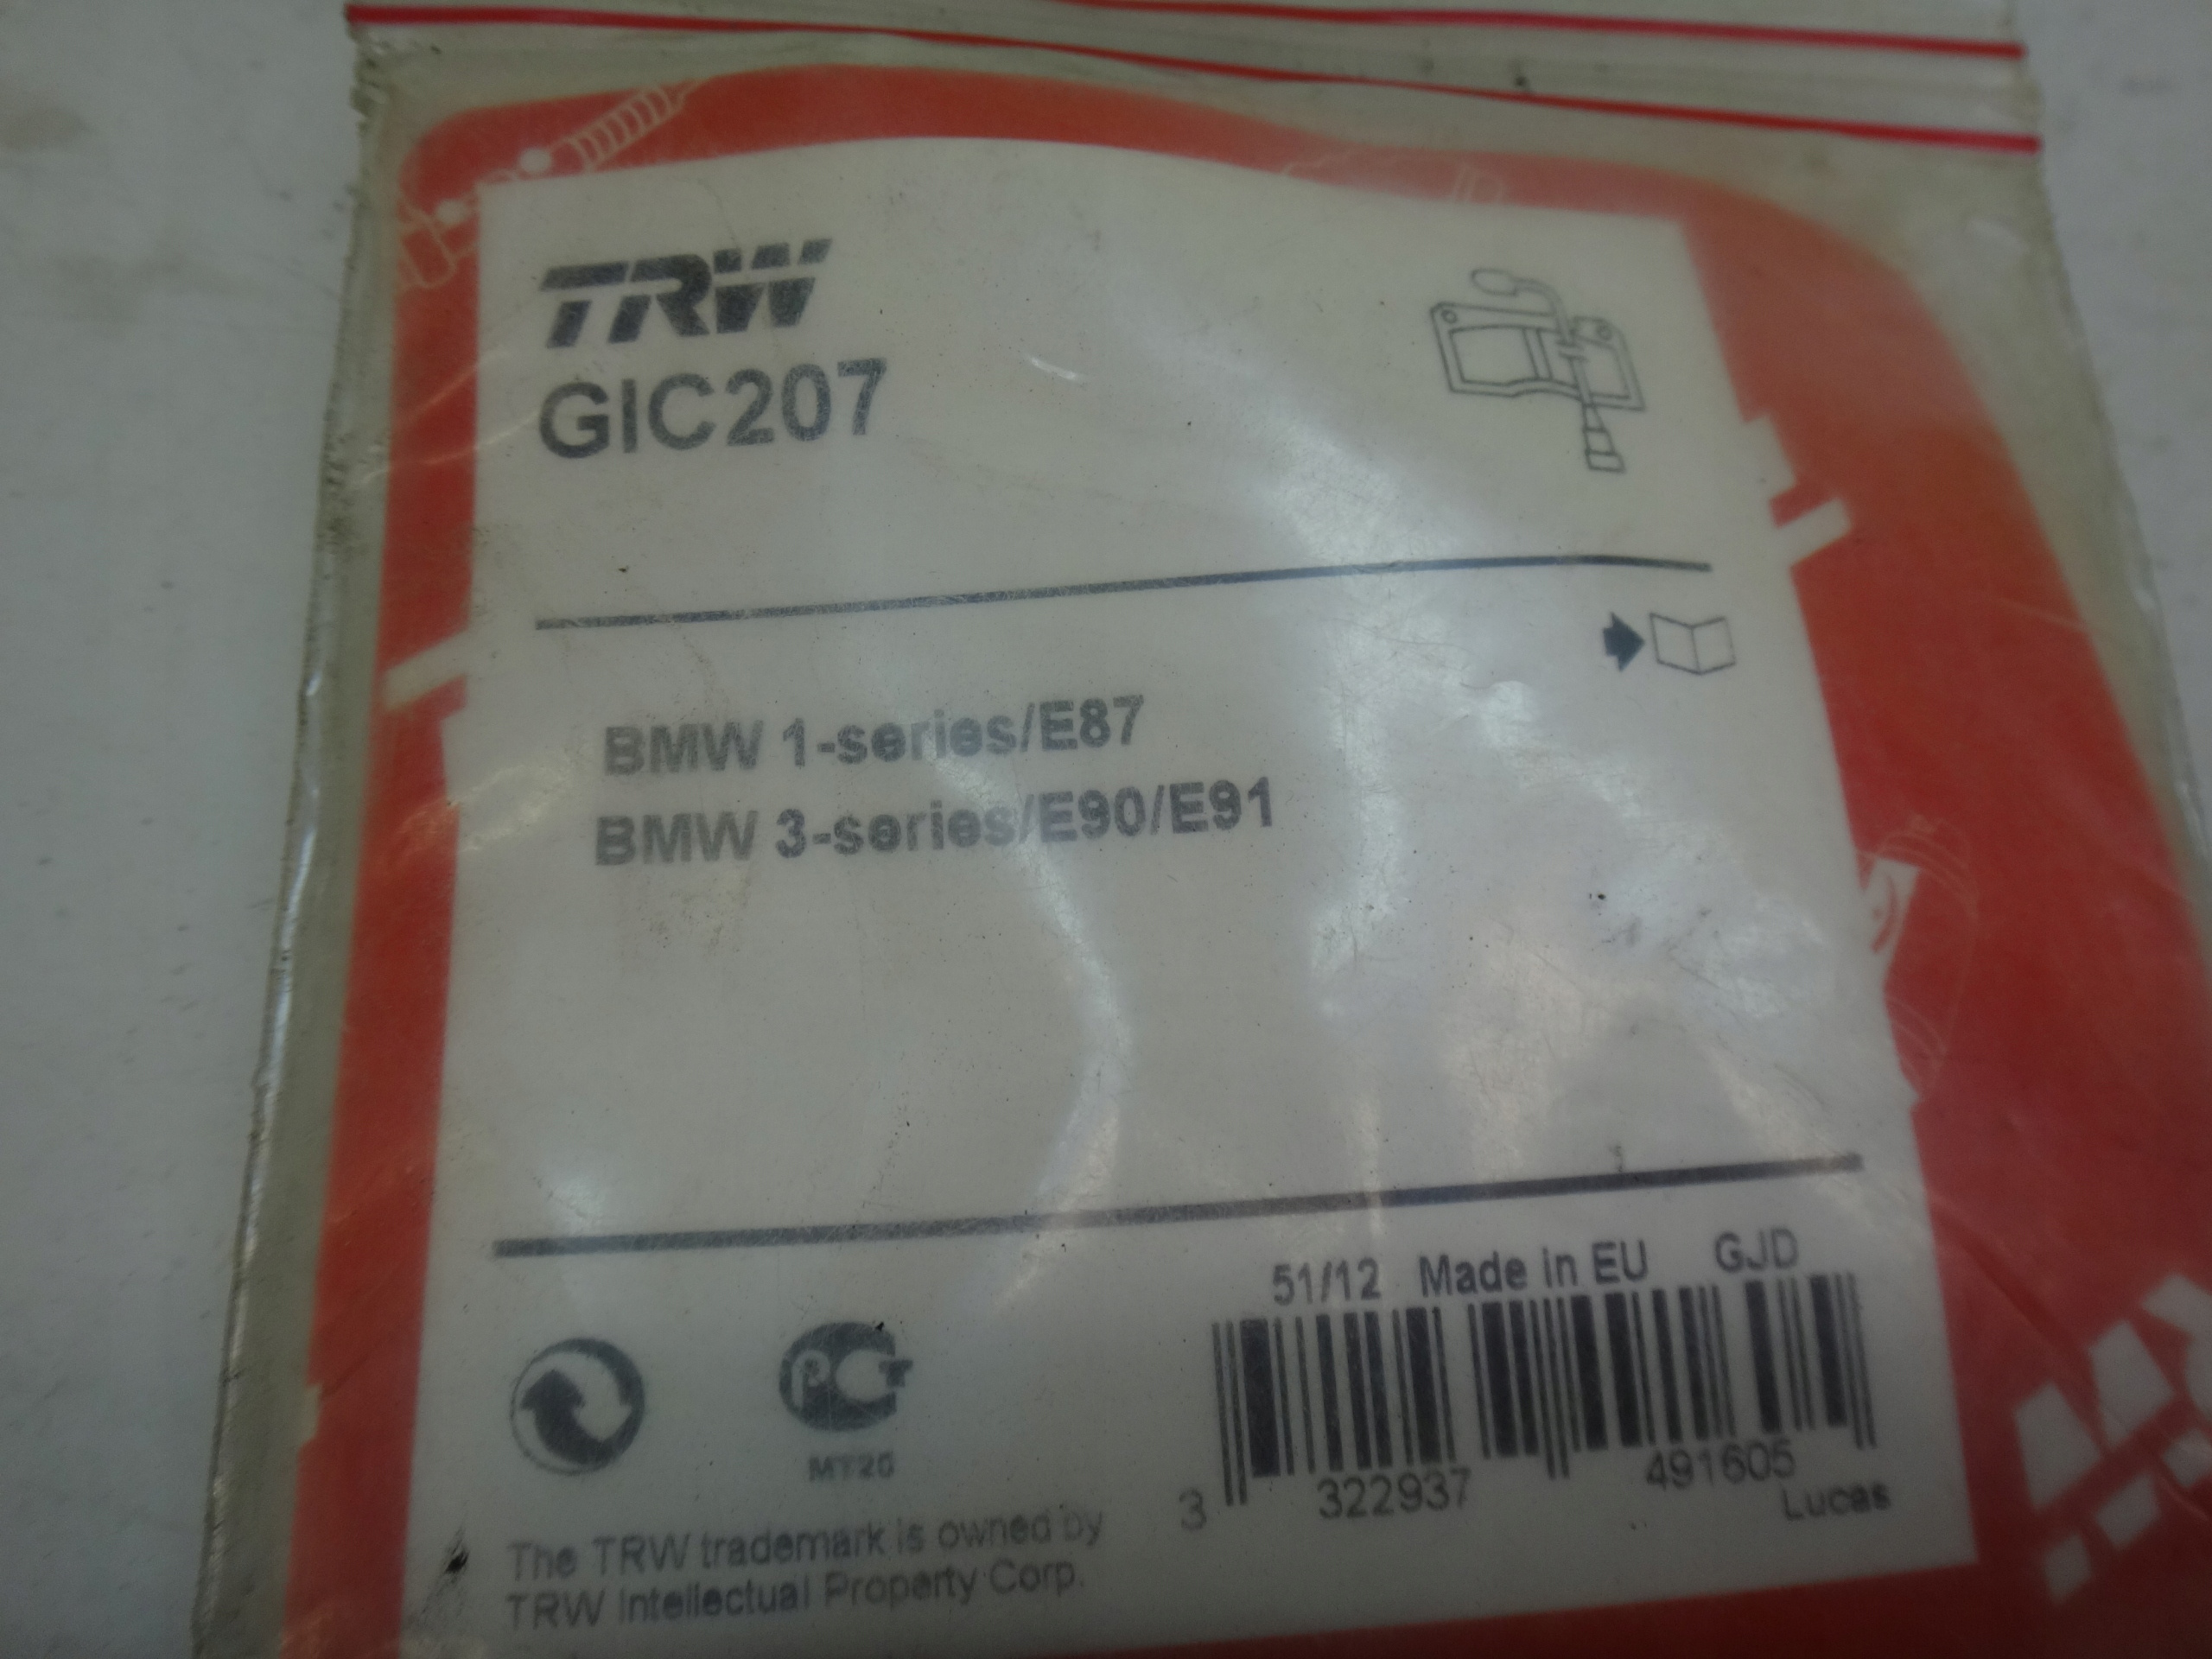 TRW
GIC207
BMW 1-series/E87
BMW 3-series/E90/E91
51/12 Made in EU GJD
PCT
MT20
3 322937 491605
Lucas
The TRW trademark is owned by
TRW Intellectual Property Corp.